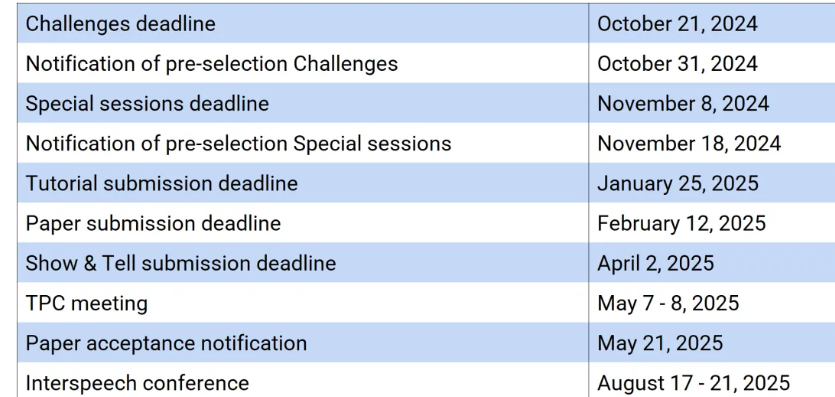 Challenges deadline October 21, 2024
Notification of pre-selection Challenges October 31, 2024
Special sessions deadline November 8, 2024
Notification of pre-selection Special sessions November 18, 2024
Tutorial submission deadline January 25, 2025
Paper submission deadline February 12, 2025
Show & Tell submission deadline April 2, 2025
TPC meeting May 7 - 8, 2025
Paper acceptance notification May 21, 2025
Interspeech conference August 17 - 21, 2025